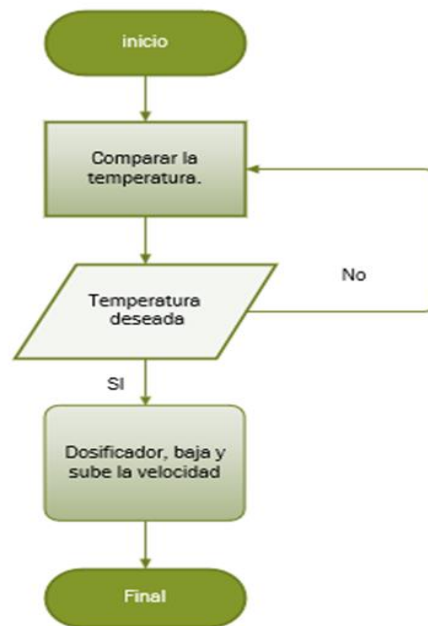 inicio
Comparar la
temperatura.
Temperatura
deseada
No
SI
Dosificador, baja y
sube la velocidad
Final